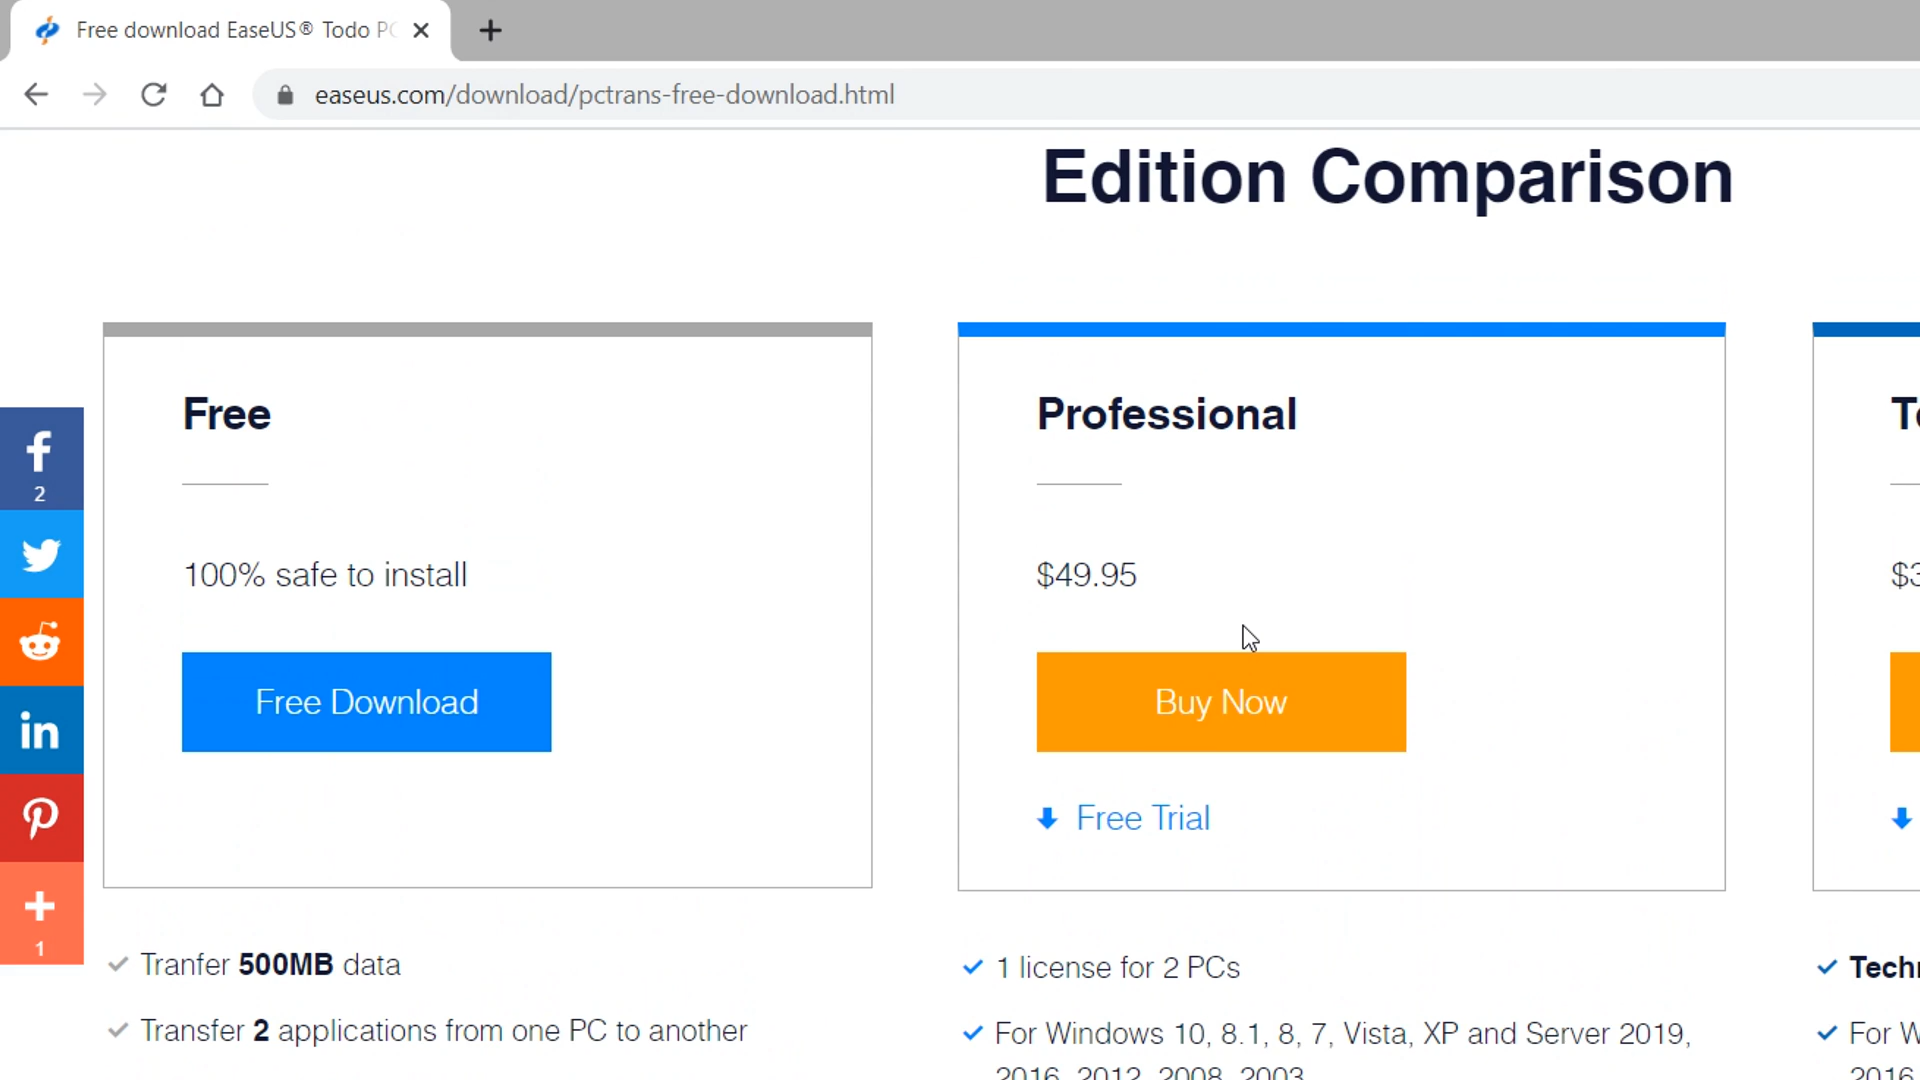 Free download EaseUS® Todo PC
easeus.com/download/pctrans-free-download.html
Edition Comparison
Free
100% safe to install
Free Download
Tranfer 500MB data
Transfer 2 applications from one PC to another
Professional
$49.95
Buy Now
Free Trial
1 license for 2 PCs
For Windows 10, 8.1, 8, 7, Vista, XP and Server 2019,
2016, 2012, 2008, 2003
$3
For W
2016
2
1